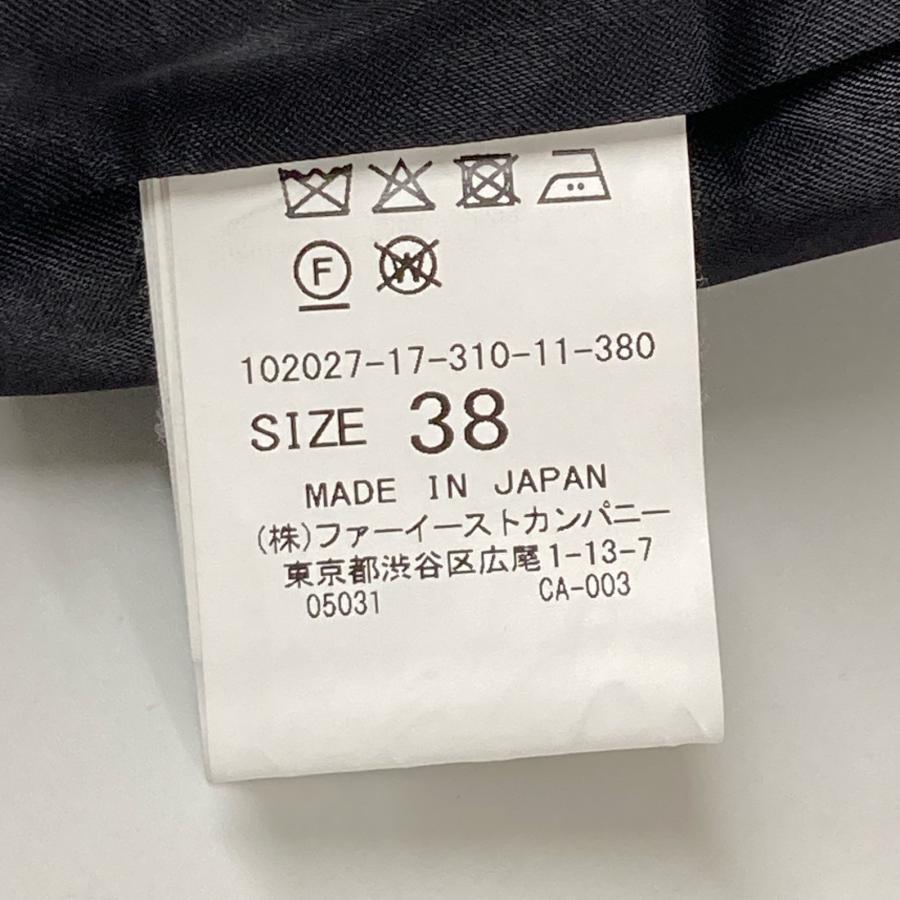 F W
102027-17-310-11-380
SIZE 38
MADE IN JAPAN
(株)ファーイーストカンパニー
東京都渋谷区広尾1-13-7
05031 CA-003